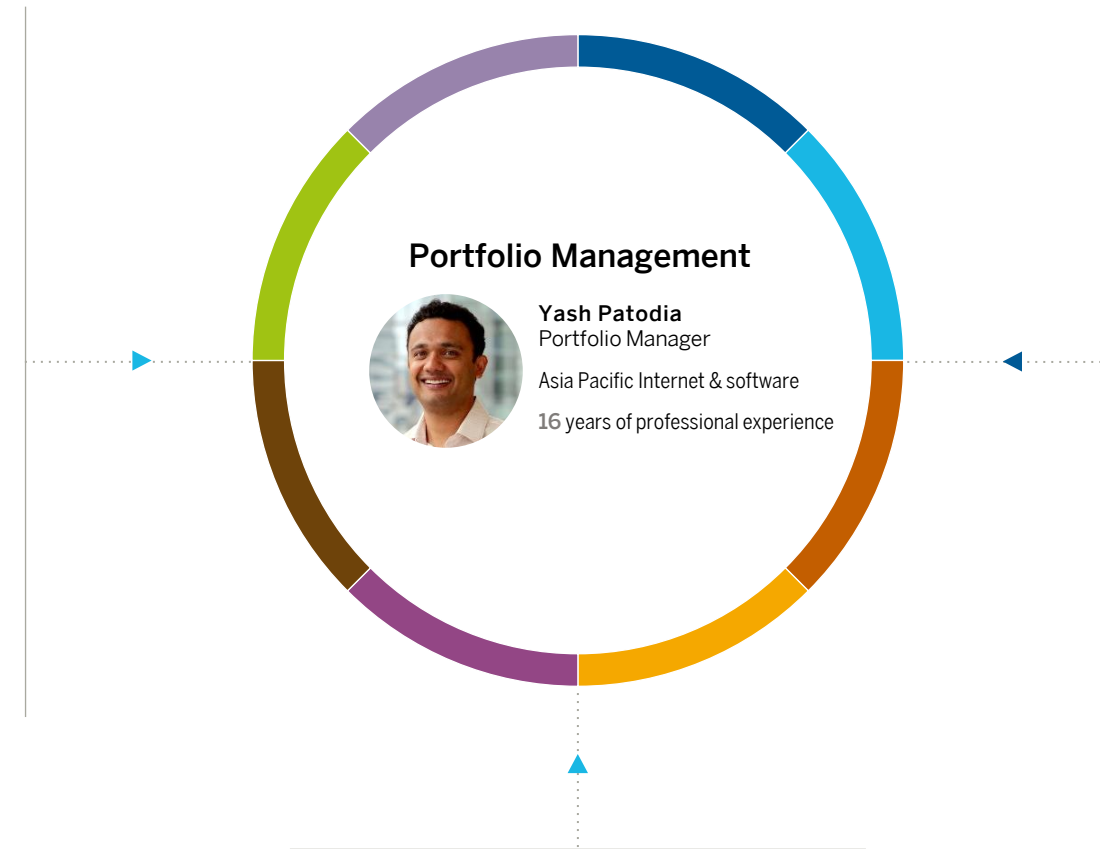 Portfolio Management
Yash Patodia
Portfolio Manager
Asia Pacific Internet & software
16 years of professional experience